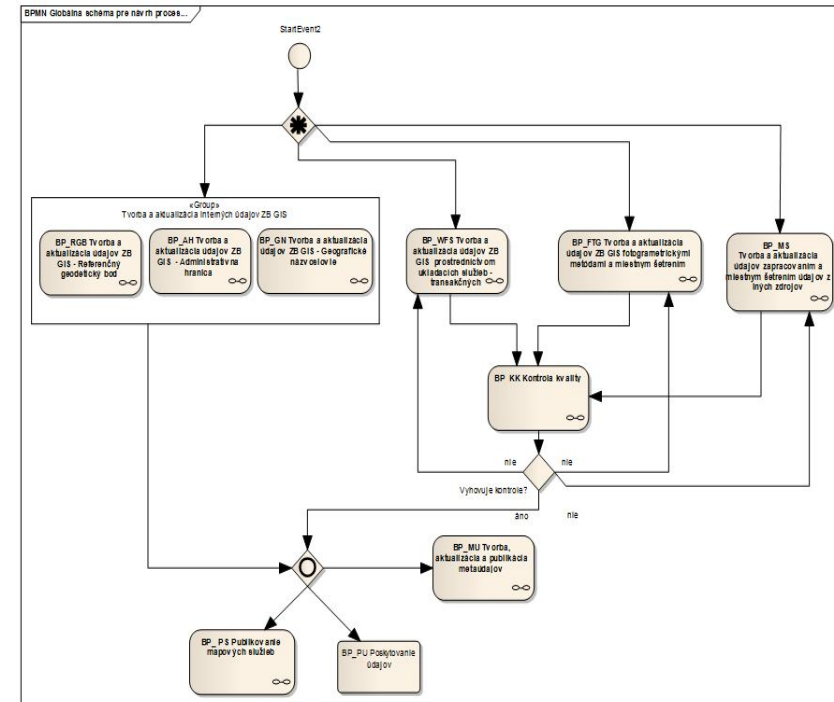 BPMN Globálna schéma pre návrh proces...
StartEvent2
«Group»
Tvorba a aktualizácia interných údajov ZB GIS
BP_RGB Tvorba a
aktualizácia údajov ZB
GIS - Referenčný
geodetický bod
BP_AH Tvorba a
aktualizácia údajov ZB
GIS - Administratívna
hranica
BP_GN Tvorba a aktualizácia
údajov ZB GIS - Geografické
názvoslovie
BP_WFS Tvorba a
aktualizácia údajov ZB
GIS prostredníctvom
ukladacích služieb -
transakčných
BP_FTG Tvorba a aktualizácia
údajov ZB GIS fotogrametrickými
metódami a miestnym šetrením
BP_MS
Tvorba a aktualizácia
údajov zapracovaním a
miestnym šetrením údajov z
iných zdrojov
BP_KK Kontrola kvality
nie
nie
Vyhovuje kontrole?
áno
nie
BP_MU Tvorba,
aktualizácia a publikácia
metaúdajov
BP_PS Publikovanie
mapových služieb
BP_PU Poskytovanie
údajov